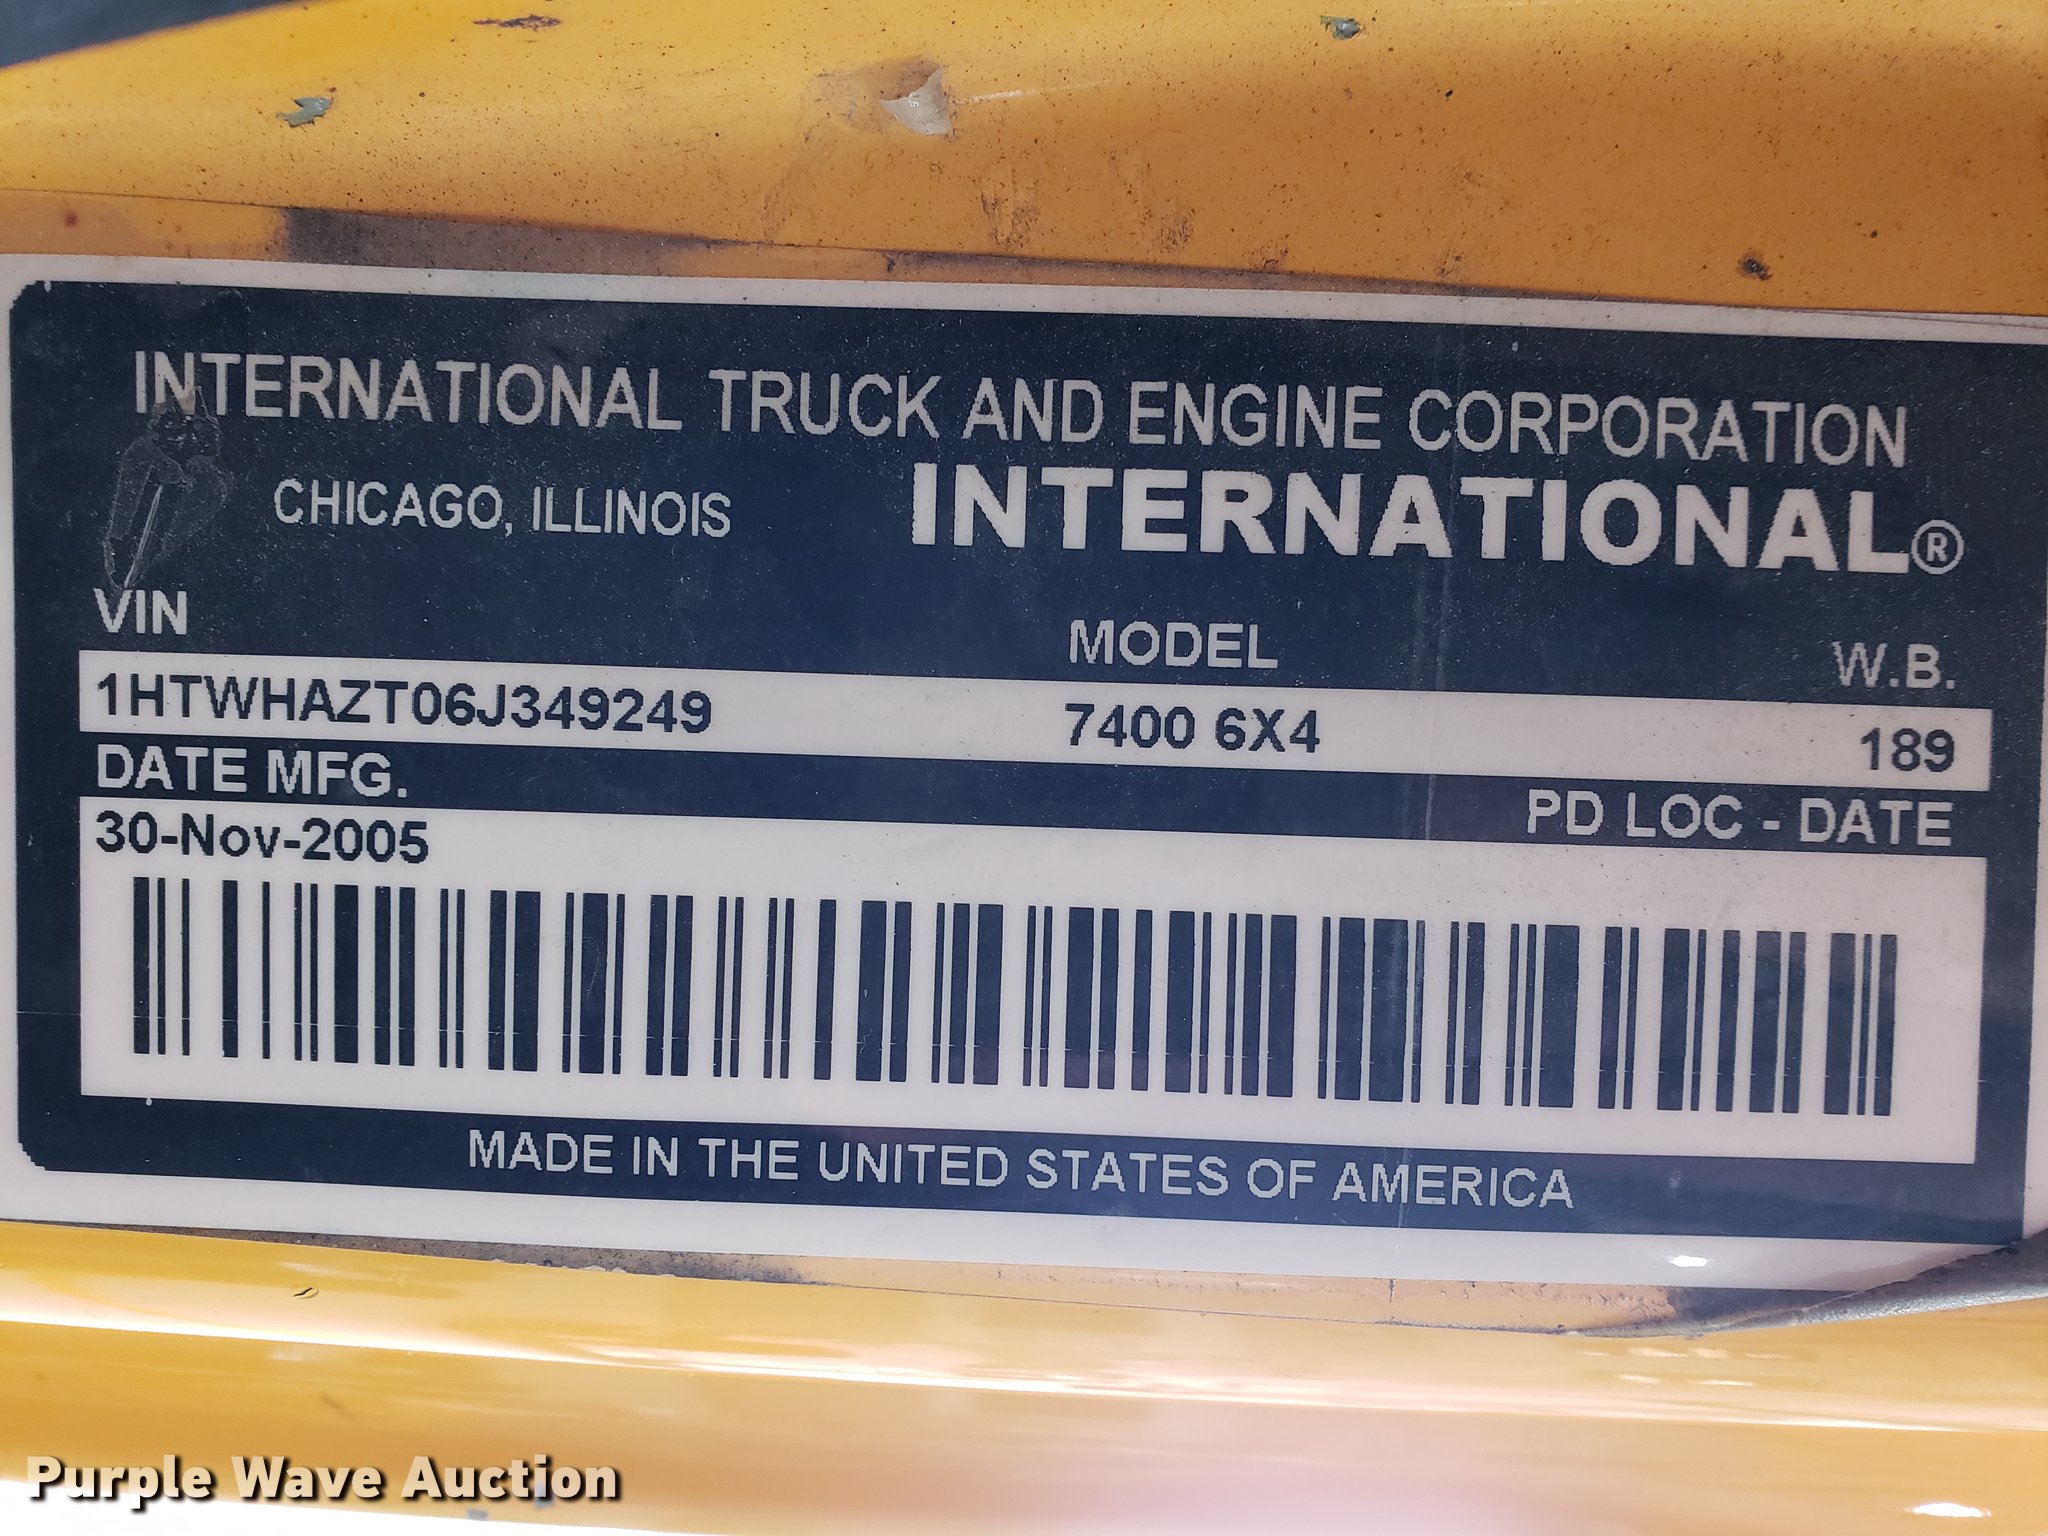 INTERNATIONAL TRUCK AND ENGINE CORPORATION
CHICAGO, ILLINOIS
INTERNATIONAL®
VIN MODEL W.B.
1HTWHAZT06J349249 7400 6X4 189
DATE MFG. PD LOC - DATE
30-Nov-2005
MADE IN THE UNITED STATES OF AMERICA
Purple Wave Auction